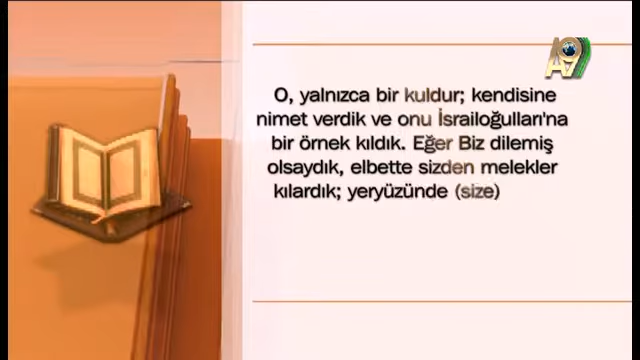 A9
O, yalnızca bir kuldur; kendisine
nimet verdik ve onu İsrailoğulları'na
bir örnek kıldık. Eğer Biz dilemiş
olsaydık, elbette sizden melekler
kılardık; yeryüzünde (size)